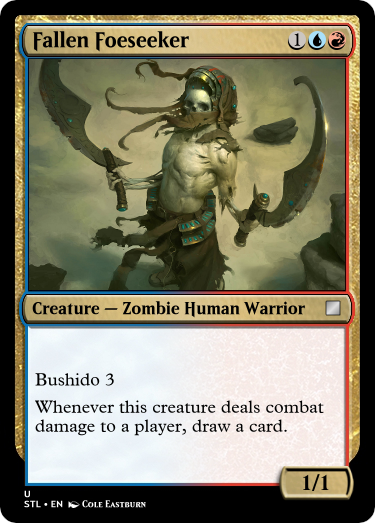 Fallen Foeseeker 1
Creature — Zombie Human Warrior
Bushido 3
Whenever this creature deals combat
damage to a player, draw a card.
1/1
U
STL • EN Cole Eastburn